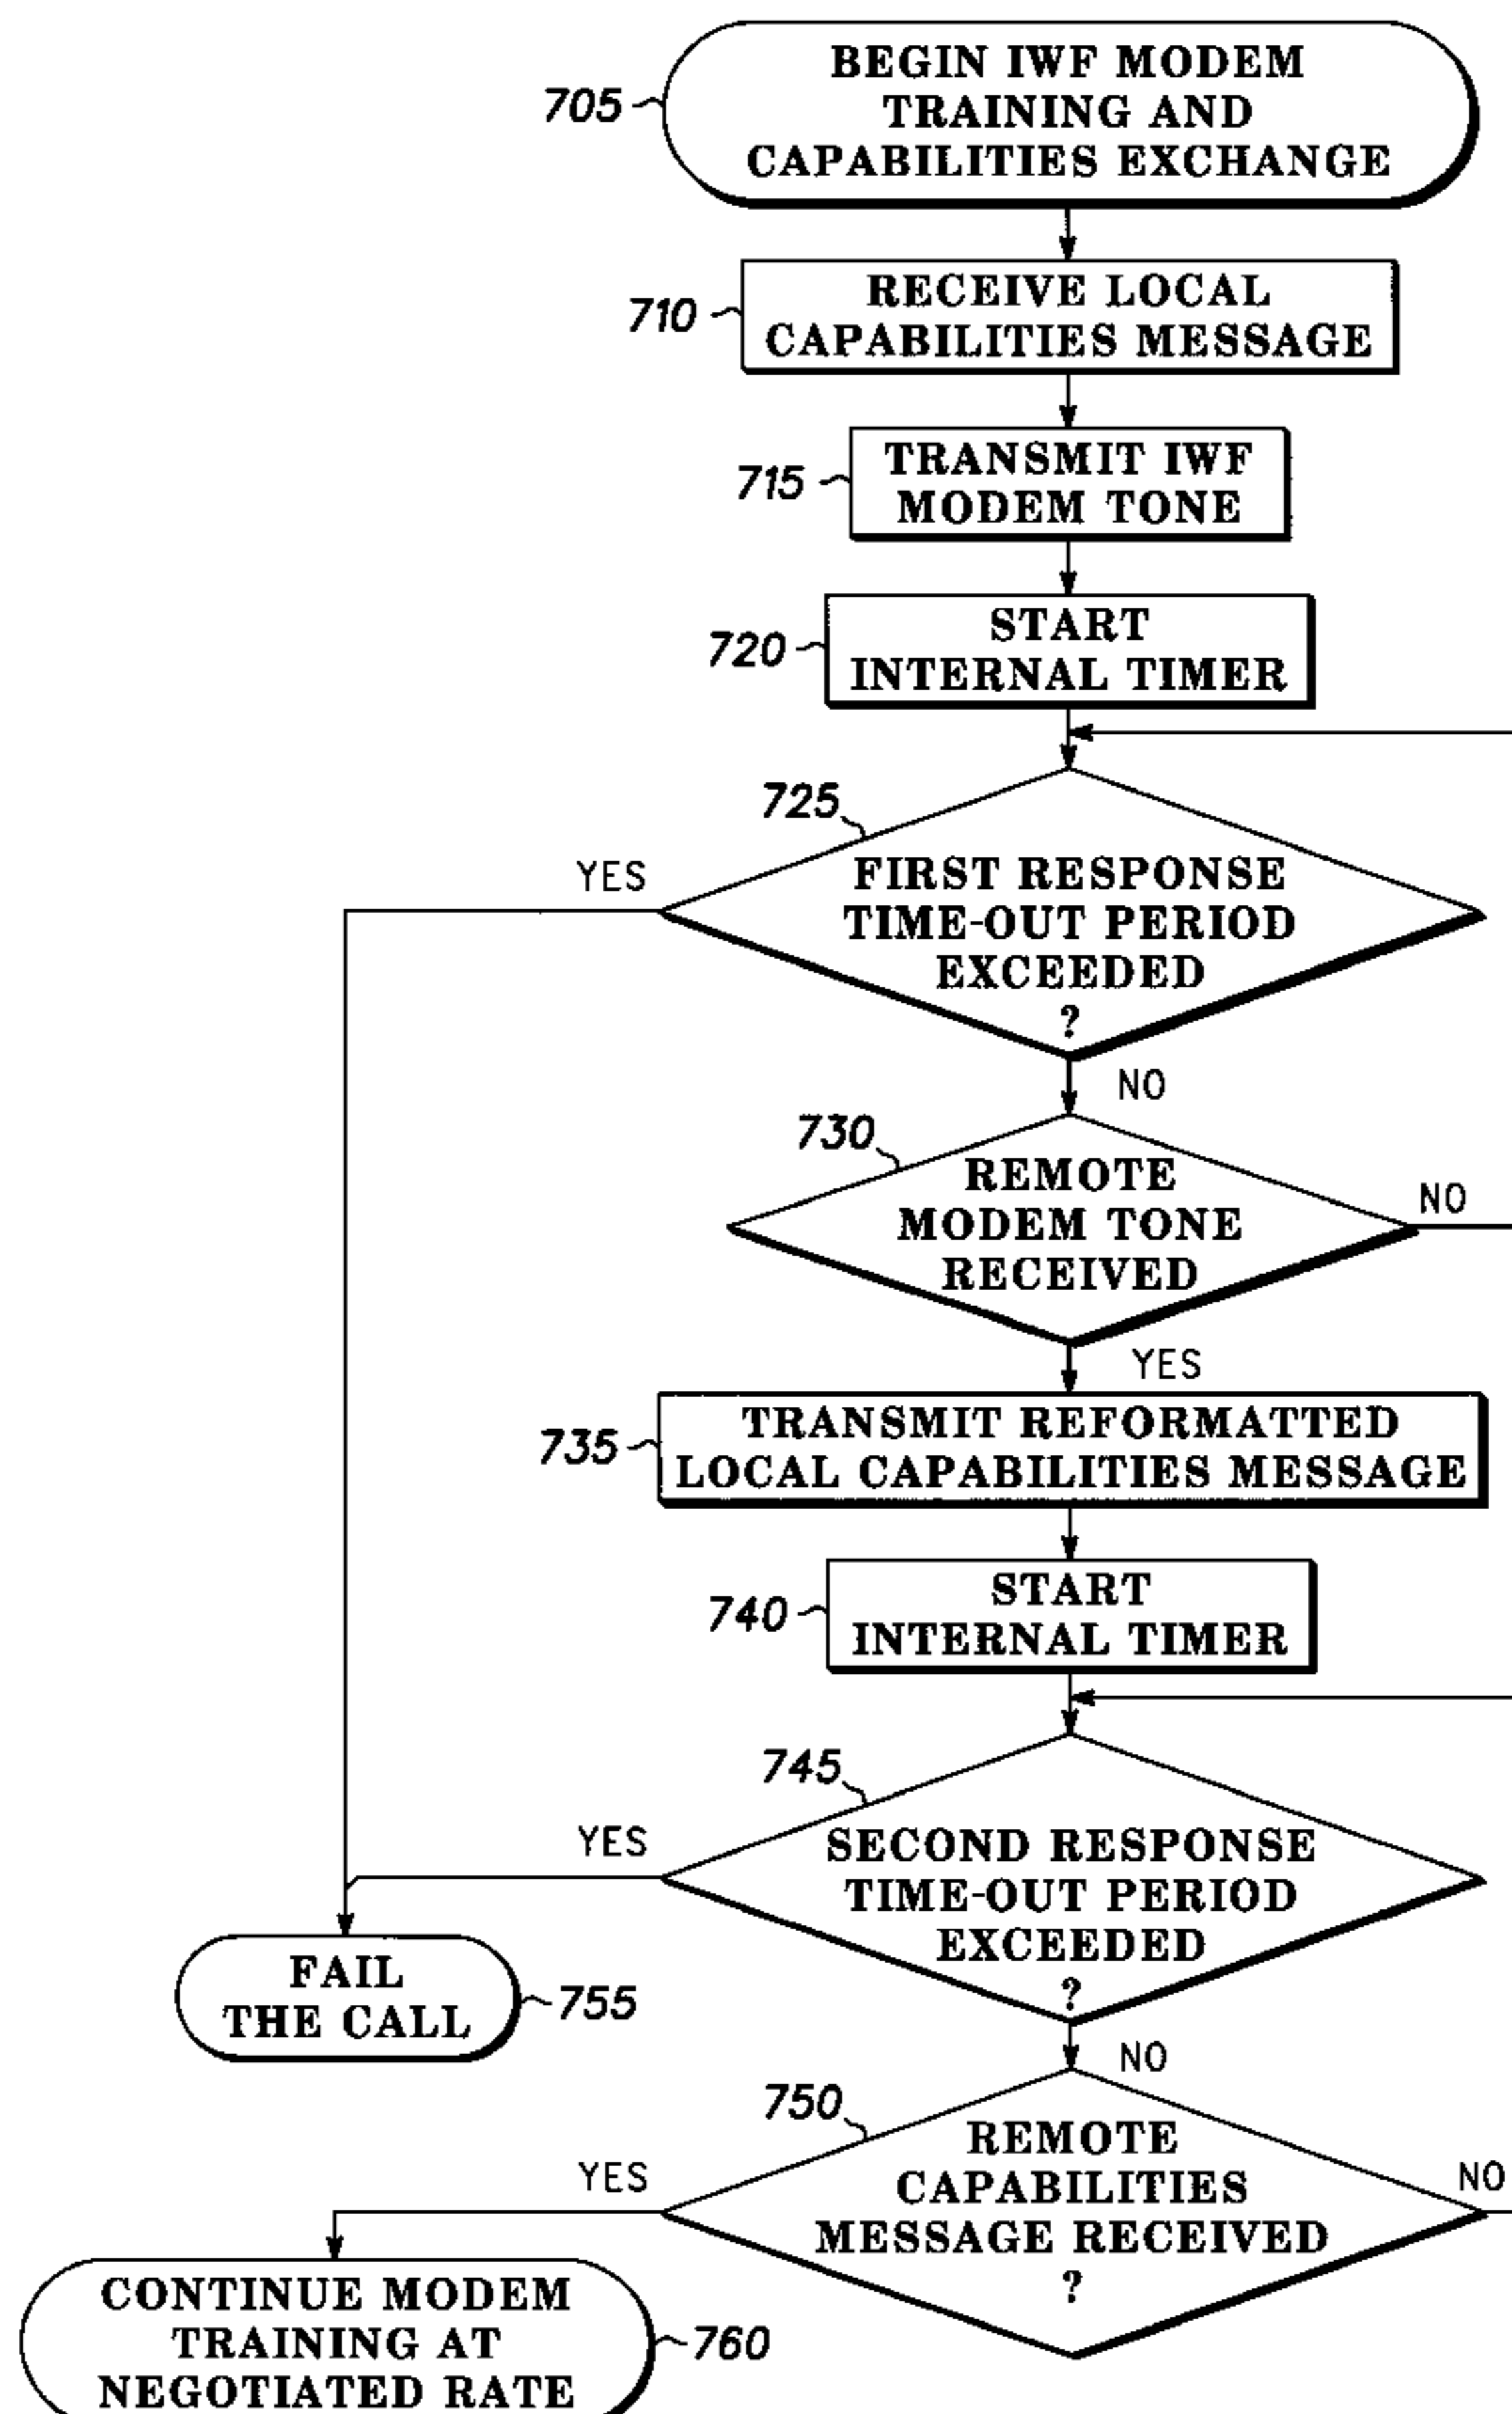 BEGIN IWF MODEM
TRAINING AND
CAPABILITIES EXCHANGE
705
RECEIVE LOCAL
CAPABILITIES MESSAGE
710
TRANSMIT IWF
MODEM TONE
715
START
INTERNAL TIMER
720
725
YES
FIRST RESPONSE
TIME-OUT PERIOD
EXCEEDED
?
NO
730
REMOTE
MODEM TONE
RECEIVED
NO
YES
TRANSMIT REFORMATTED
LOCAL CAPABILITIES MESSAGE
735
START
INTERNAL TIMER
740
745
YES
SECOND RESPONSE
TIME-OUT PERIOD
EXCEEDED
?
FAIL
THE CALL
755
NO
750
YES
REMOTE
CAPABILITIES
MESSAGE RECEIVED
?
NO
CONTINUE MODEM
TRAINING AT
NEGOTIATED RATE
760